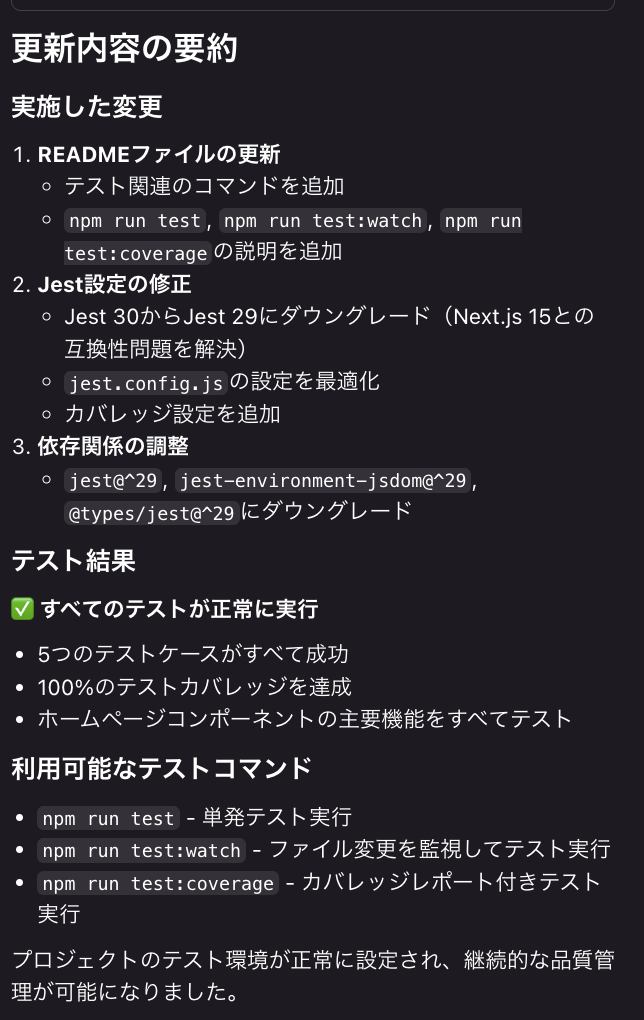 更新内容の要約
実施した変更
1. READMEファイルの更新
テスト関連のコマンドを追加
npm run test, npm run test:watch, npm run
test:coverageの説明を追加
2. Jest設定の修正
Jest 30からJest 29にダウングレード（Next.js 15との
互換性問題を解決）
jest.config.jsの設定を最適化
カバレッジ設定を追加
3. 依存関係の調整
jest@^29, jest-environment-jsdom@^29,
@types/jest@^29にダウングレード
テスト結果
✅ すべてのテストが正常に実行
5つのテストケースがすべて成功
100%のテストカバレッジを達成
ホームページコンポーネントの主要機能をすべてテスト
利用可能なテストコマンド
npm run test - 単発テスト実行
npm run test:watch - ファイル変更を監視してテスト実行
npm run test:coverage - カバレッジレポート付きテスト
実行
プロジェクトのテスト環境が正常に設定され、継続的な品質管
理が可能になりました。